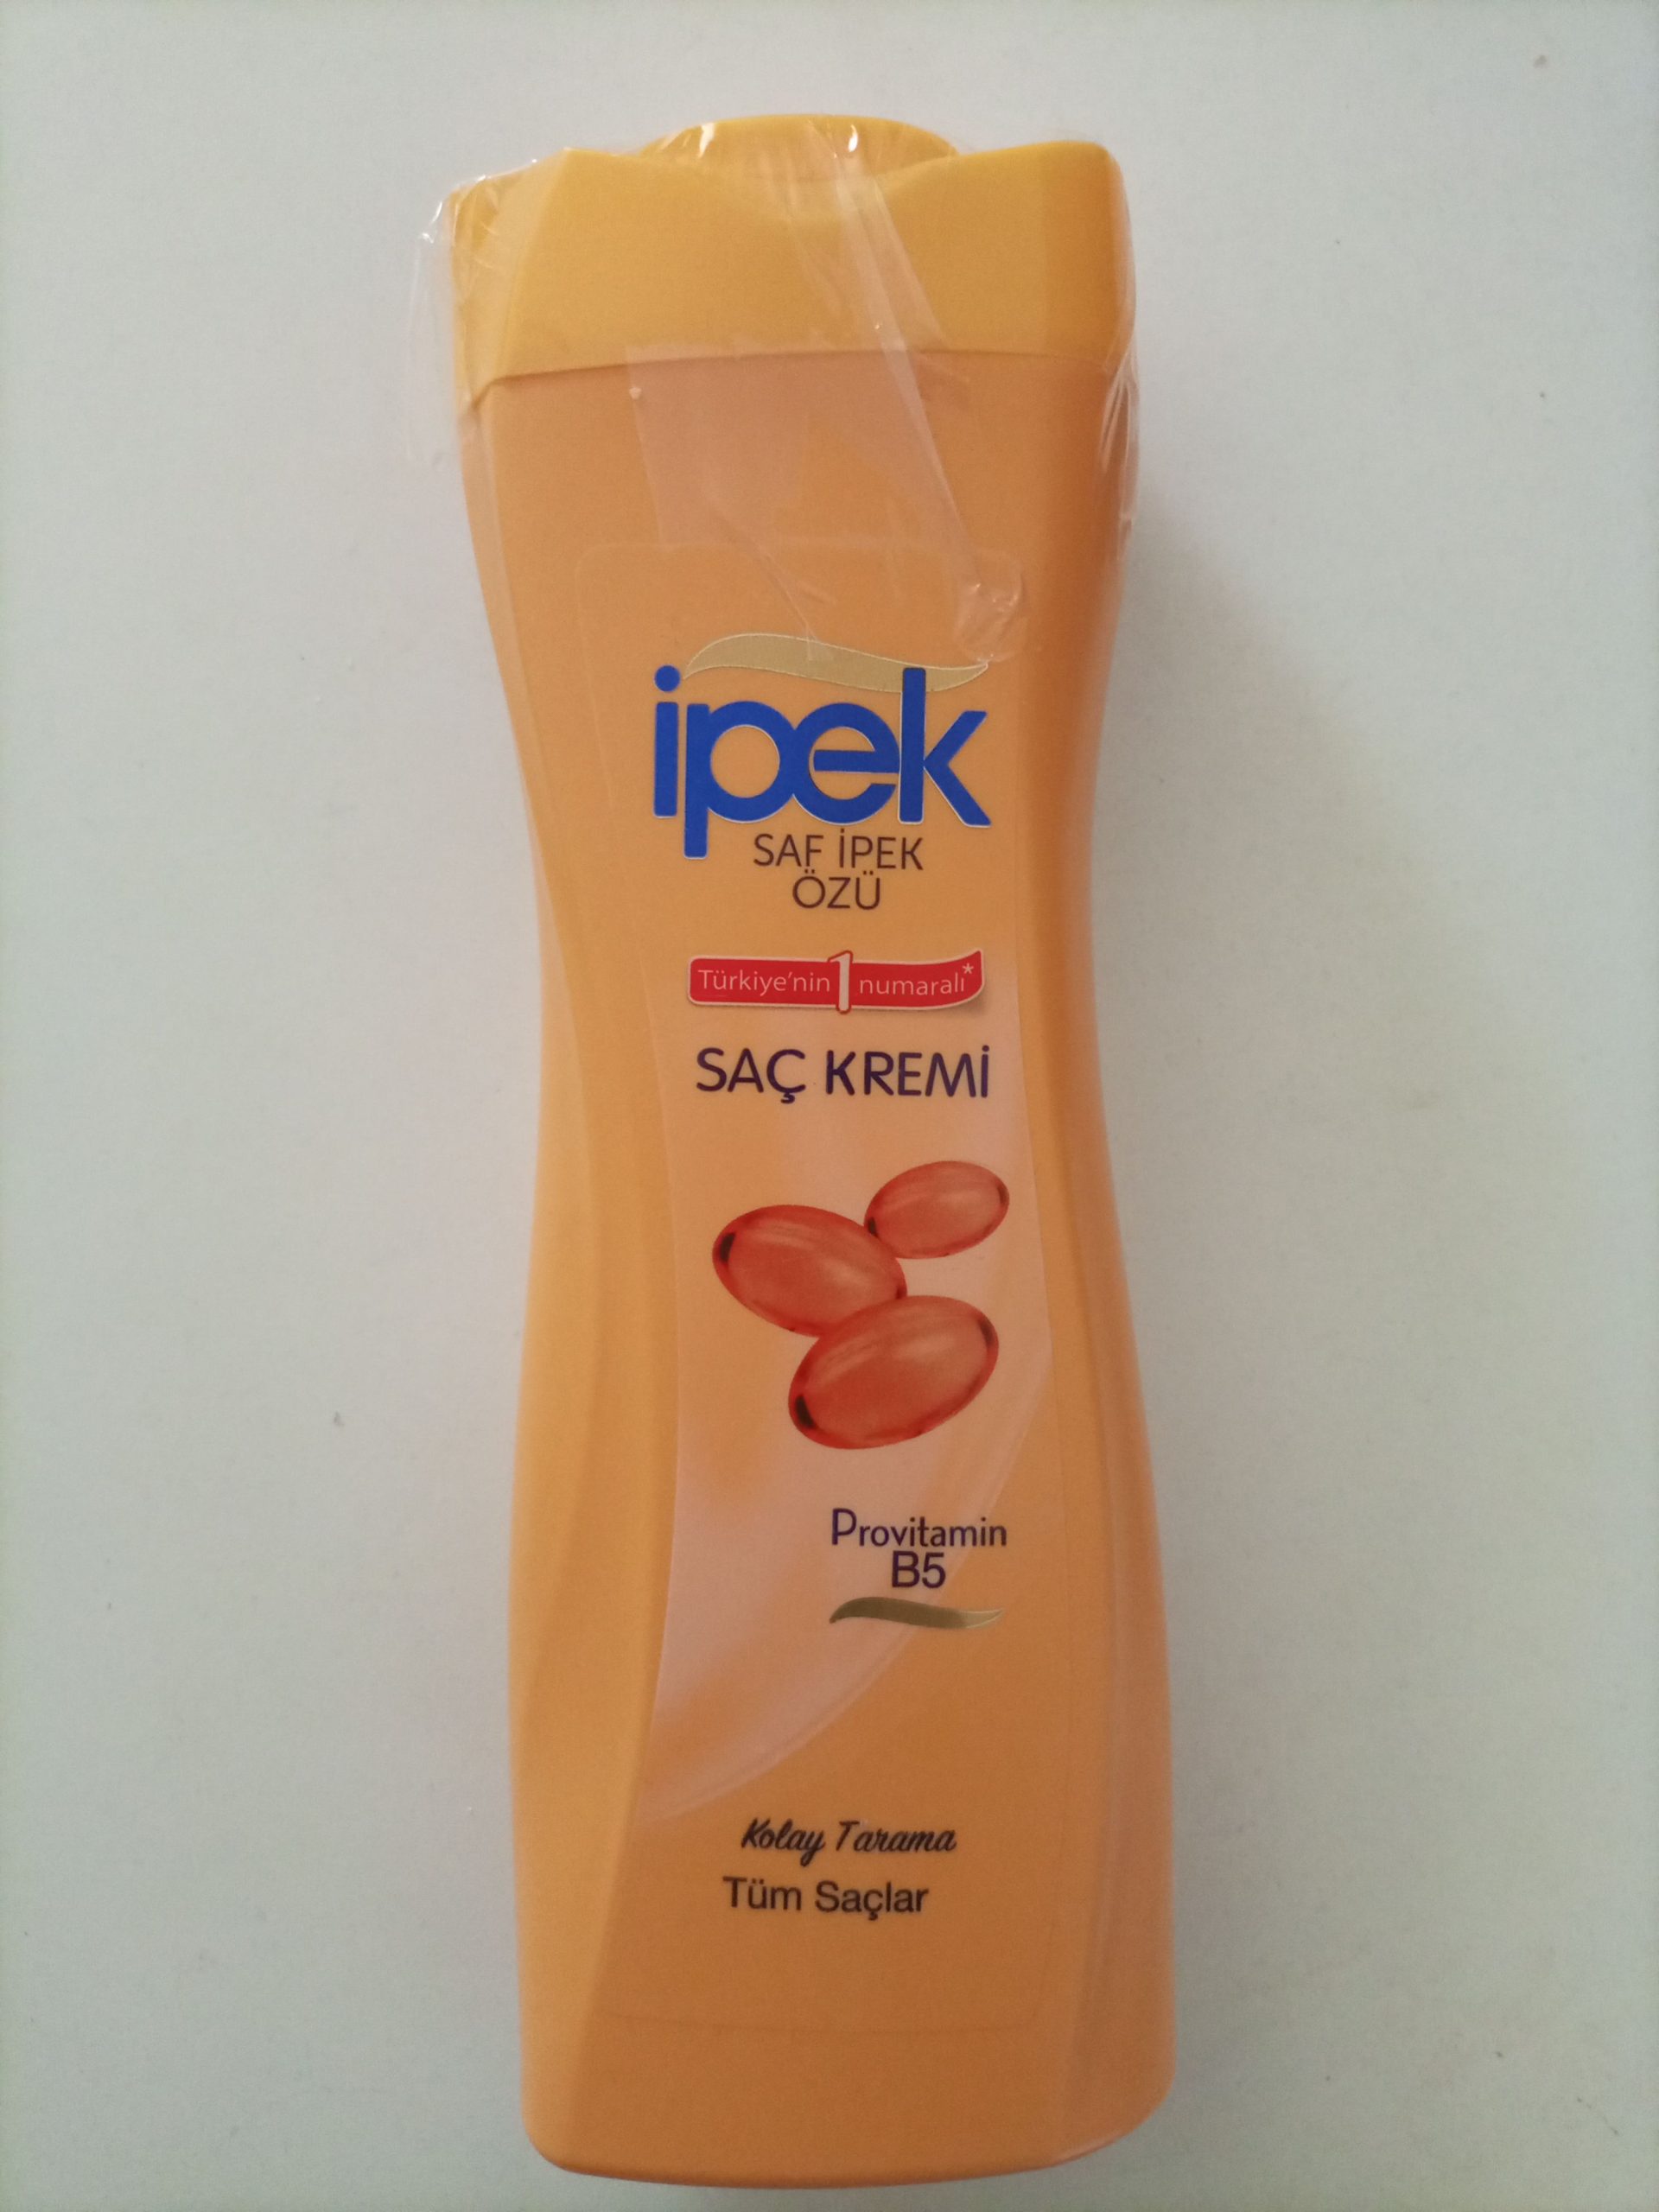 ipek
SAF İPEK
ÖZÜ
Türkiye'nin 1 numaralı*
SAÇ KREMİ
Provitamin
B5
Kolay Tarama
Tüm Saçlar